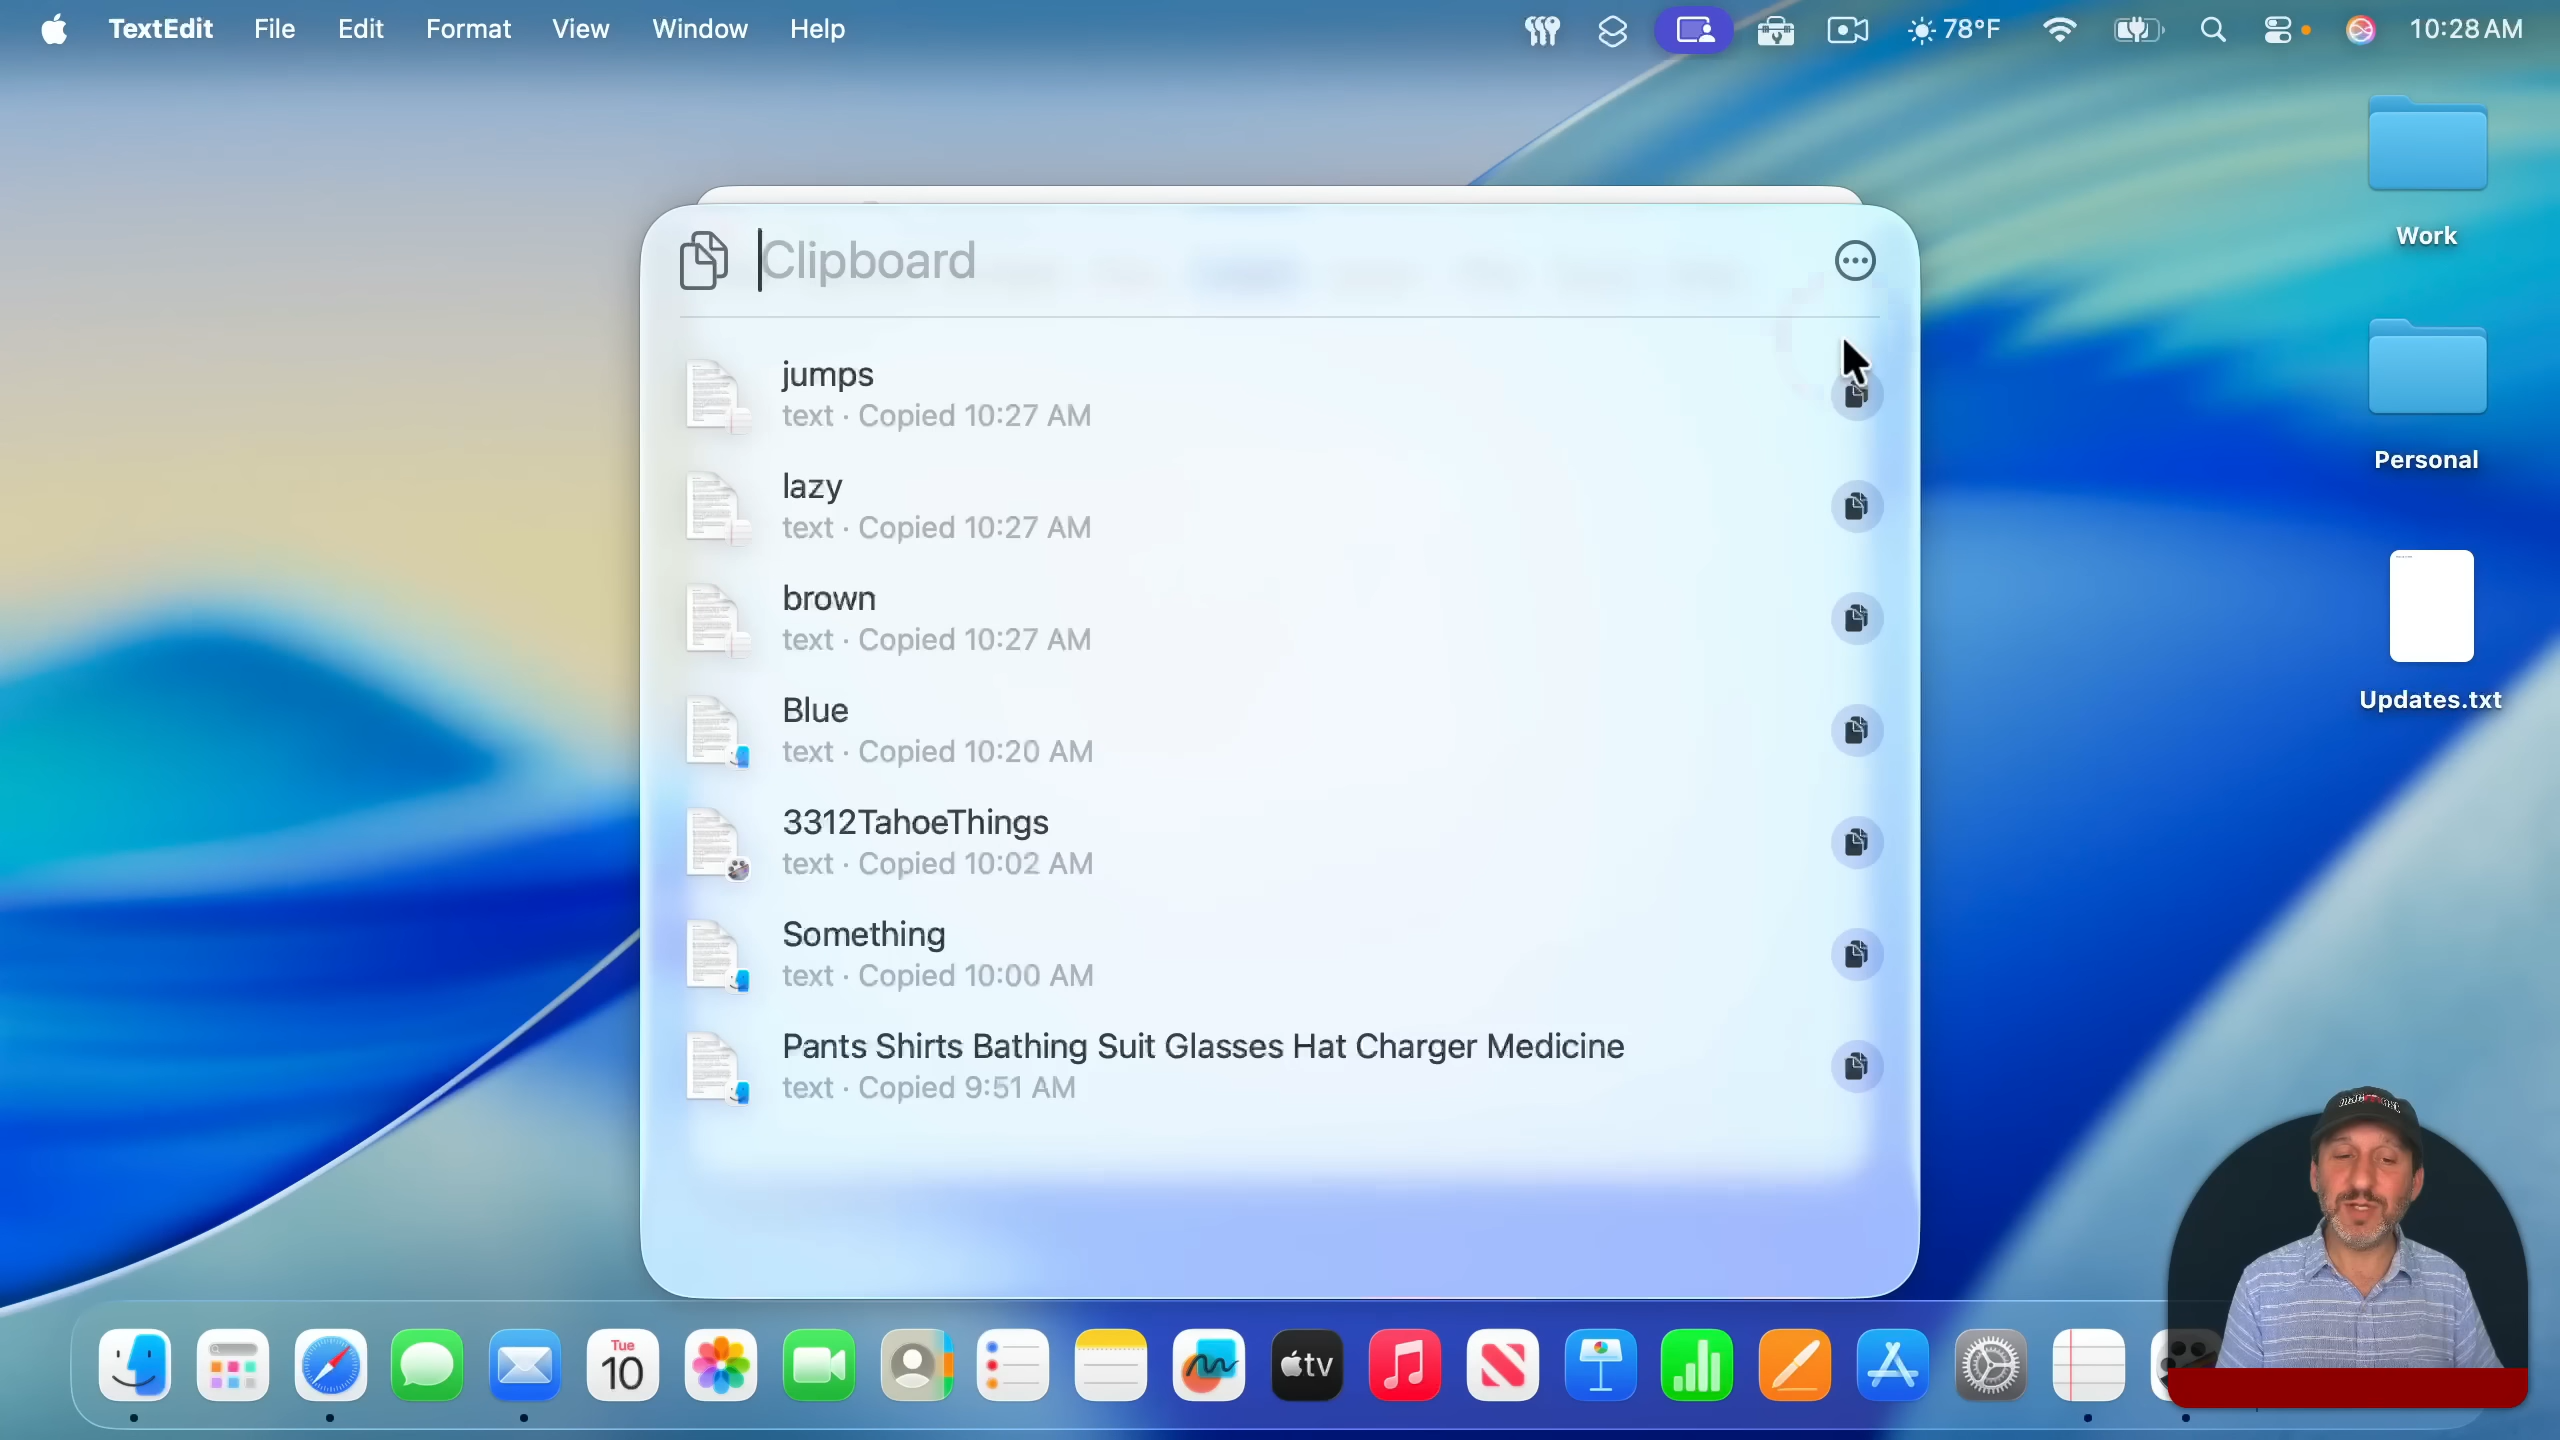 TextEdit File Edit Format View Window Help 78°F 10:28 AM
Clipboard
jumps
text · Copied 10:27 AM
lazy
text · Copied 10:27 AM
brown
text · Copied 10:27 AM
Blue
text · Copied 10:20 AM
3312TahoeThings
text · Copied 10:02 AM
Something
text · Copied 10:00 AM
Pants Shirts Bathing Suit Glasses Hat Charger Medicine
text · Copied 9:51 AM
Work
Personal
Updates.txt
Tue
10
tv